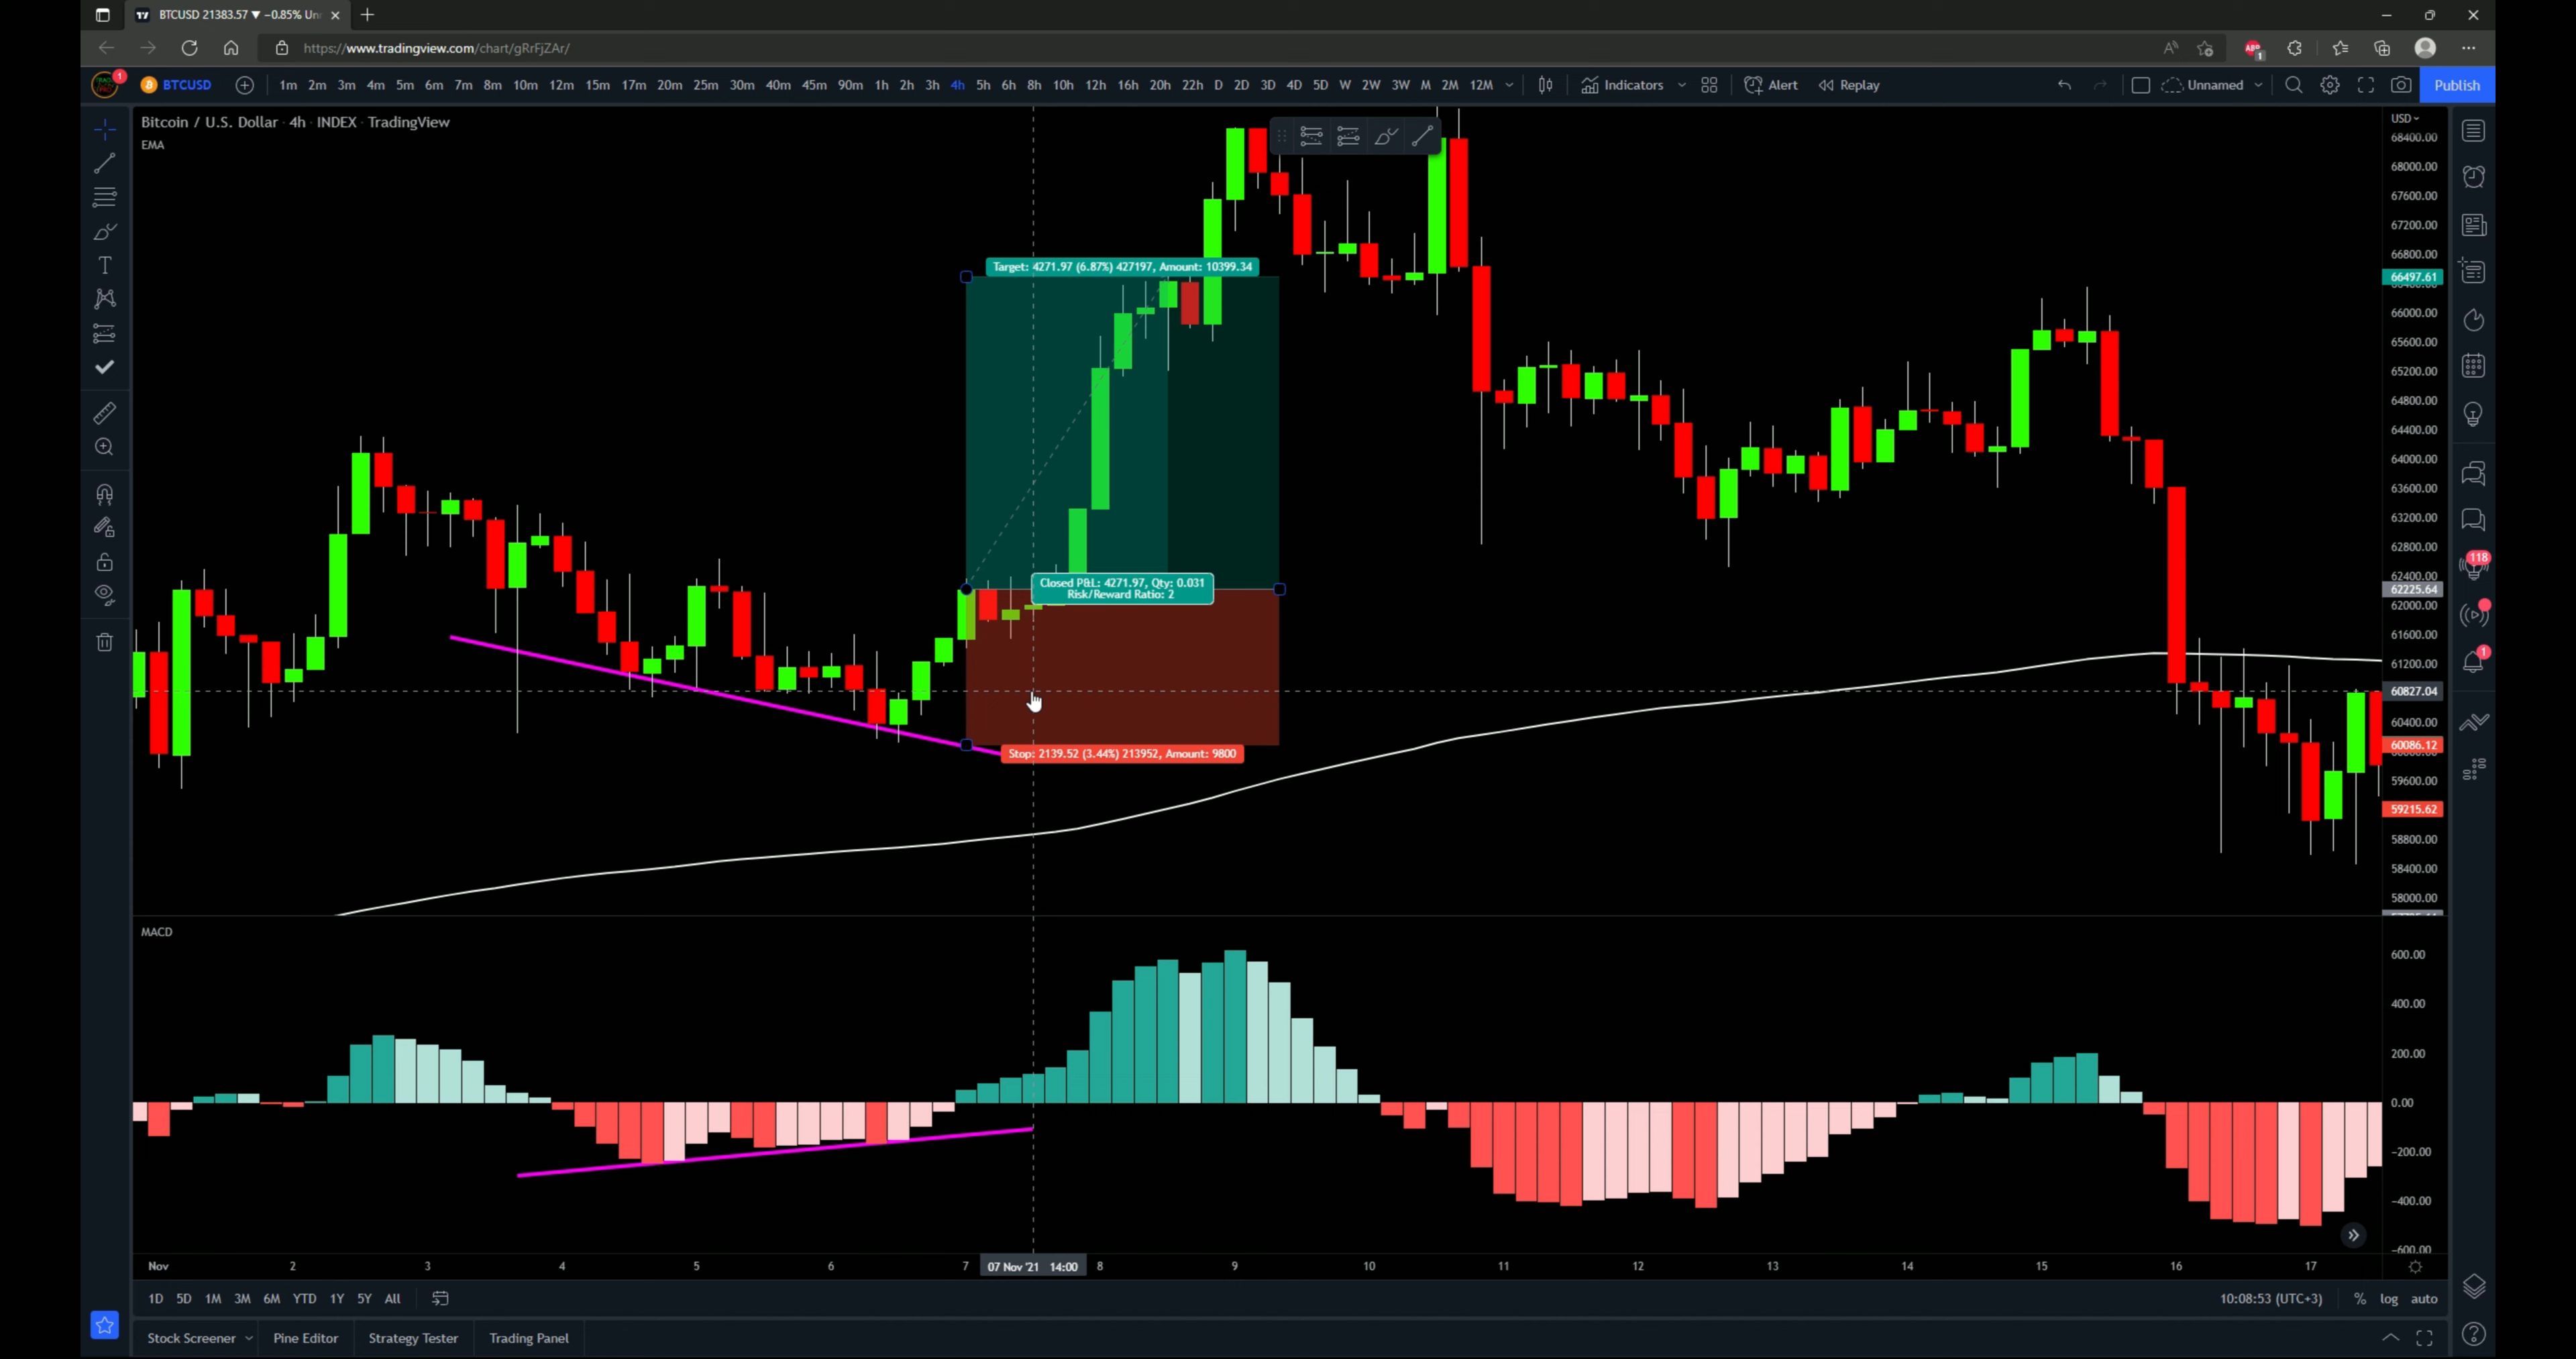 BTCUSD 21383.57 ▼ −0.85% Un
https://www.tradingview.com/chart/gRrFjZAr/
ABP 1
1 BTCUSD 1m 2m 3m 4m 5m 6m 7m 8m 10m 12m 15m 17m 20m 25m 30m 40m 45m 90m 1h 2h 3h 4h 5h 6h 8h 10h 12h 16h 20h 22h D 2D 3D 4D 5D W 2W 3W M 2M 12M Indicators Alert Replay Unnamed Publish
Bitcoin / U.S. Dollar · 4h · INDEX · TradingView
EMA
USD
68400.00
68000.00
67600.00
67200.00
66800.00
Target: 4271.97 (6.87%) 427197, Amount: 10399.34
66497.61
66000.00
65600.00
65200.00
64800.00
64400.00
64000.00
63600.00
63200.00
62800.00
62400.00
Closed P&L: 4271.97, Qty: 0.031
Risk/Reward Ratio: 2
62225.64
62000.00
61600.00
61200.00
60827.04
60400.00
60086.12
Stop: 2139.52 (3.44%) 213952, Amount: 9800
59600.00
59215.62
58800.00
58400.00
58000.00
118
1
MACD
600.00
400.00
200.00
0.00
−200.00
−400.00
−600.00
Nov 2 3 4 5 6 7 07 Nov '21 14:00 8 9 10 11 12 13 14 15 16 17
1D 5D 1M 3M 6M YTD 1Y 5Y All 10:08:53 (UTC+3) % log auto
Stock Screener Pine Editor Strategy Tester Trading Panel